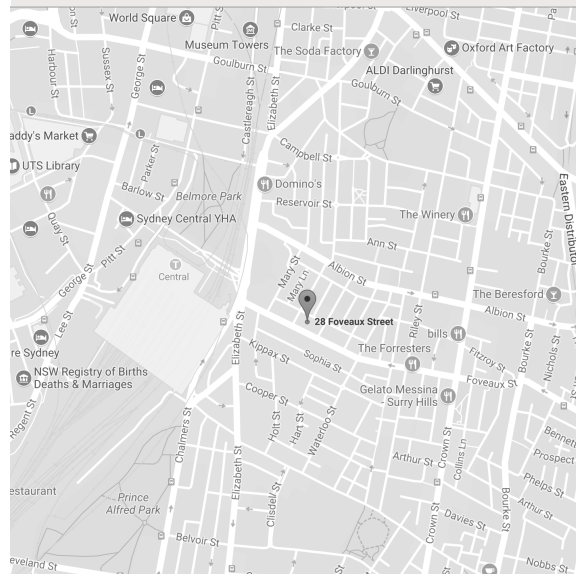 World Square
Pitt St
Clarke St
Liverpool St
Museum Towers
The Soda Factory
Oxford Art Factory
Harbour St
Sussex St
George St
Goulburn St
ALDI Darlinghurst
Castlereagh St
Elizabeth St
Goulburn St
addy's Market
Campbell St
UTS Library
Parker St
Domino's
Barlow St
Belmore Park
Reservoir St
Eastern Distributor
Sydney Central YHA
The Winery
Quay St
Pitt St
Ann St
Bourke St
Central
Mary St
Mary Ln
Albion St
George St
The Beresford
Albion St
28 Foveaux Street
Riley St
Lee St
Elizabeth St
bills
re Sydney
Kippax St
Sophia St
The Forresters
Fitzroy St
Nichols St
NSW Registry of Births
Deaths & Marriages
Foveaux St
Gelato Messina
- Surry Hills
Cooper St
Regent St
Chalmers St
Holt St
Hart St
Waterloo St
Crown St
Collins Ln
Bennett
Prospect
Arthur St
Elizabeth St
Phelps St
estaurant
Prince
Alfred Park
Clisdell St
Bourke St
Arthur St
Crown St
Davies St
Belvoir St
Nobbs St
leveland St